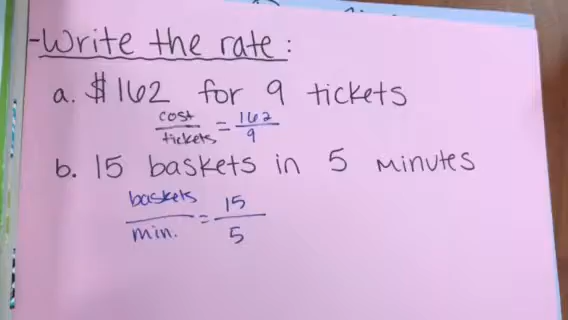 -Write the rate:
a. $162 for 9 tickets
cost/tickets = 162/9
b. 15 baskets in 5 minutes
baskets/min. = 15/5